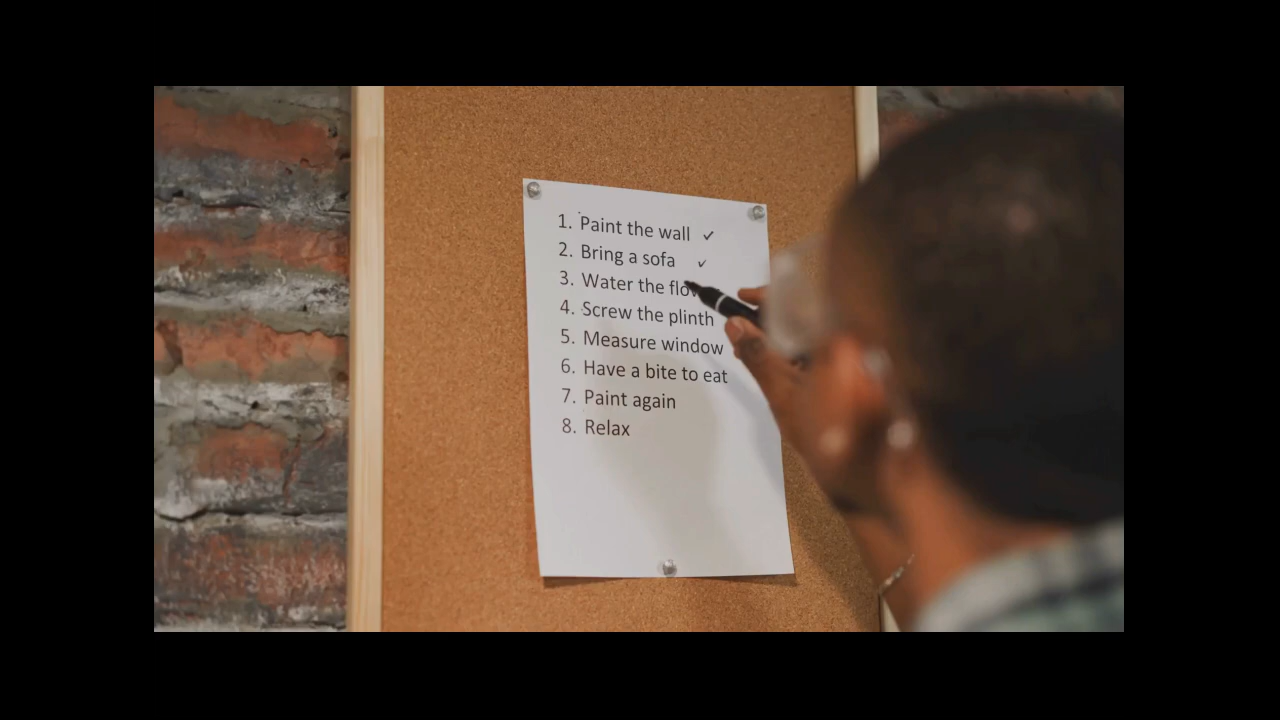 1. Paint the wall ✓
2. Bring a sofa ✓
3. Water the
4. Screw the plinth
5. Measure window
6. Have a bite to eat
7. Paint again
8. Relax